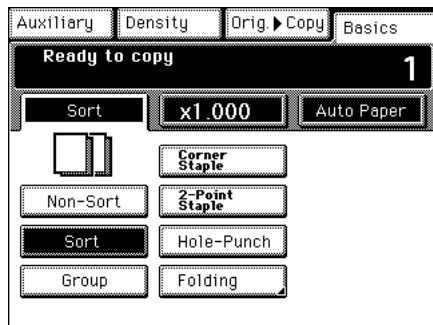 Auxiliary Density Orig.▶Copy Basics
Ready to copy
1
Sort x1.000 Auto Paper
Corner
Staple
Non-Sort 2-Point
Staple
Sort Hole-Punch
Group Folding